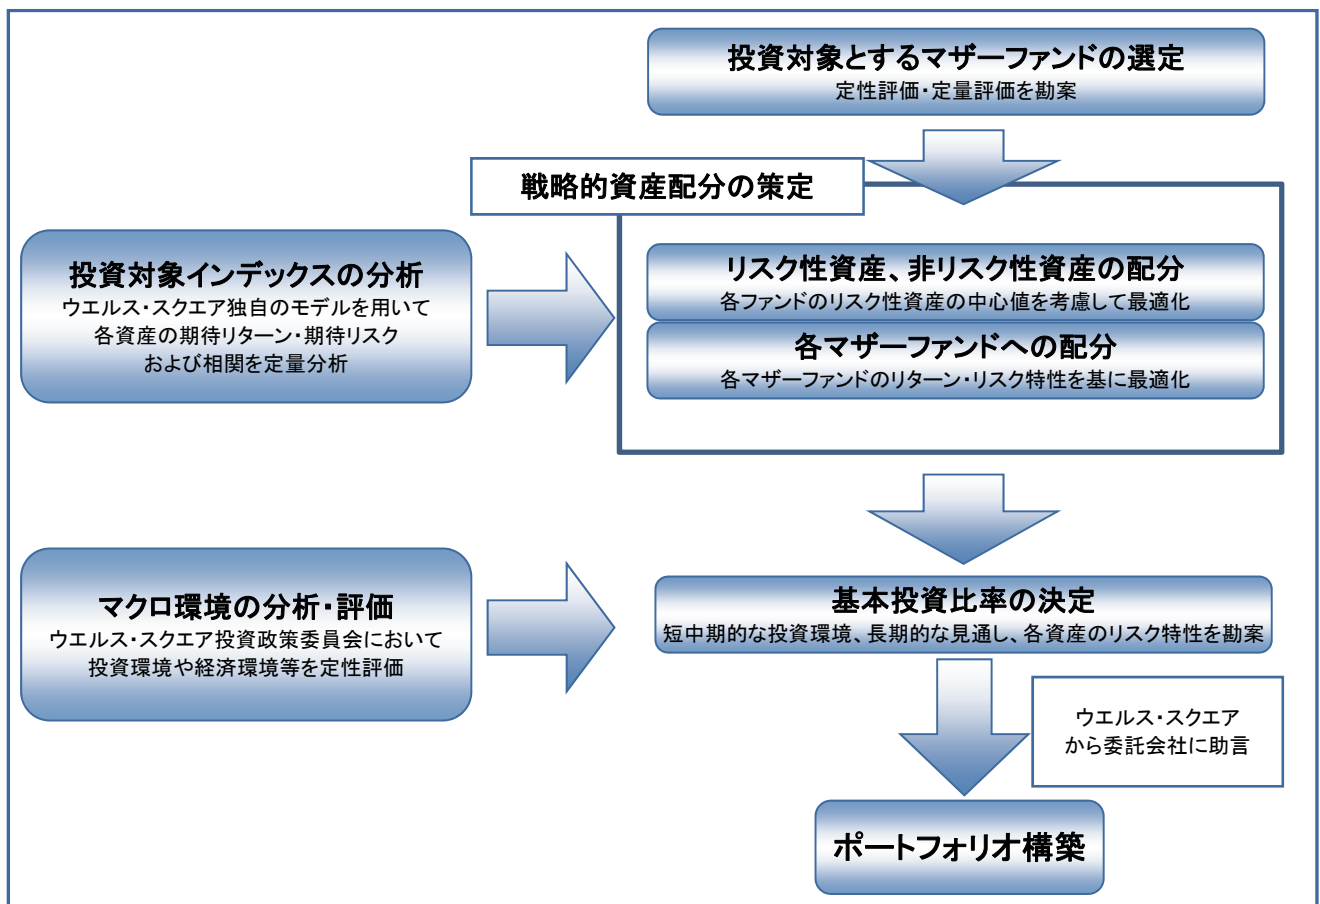 投資対象とするマザーファンドの選定
定性評価・定量評価を勘案
戦略的資産配分の策定
投資対象インデックスの分析
ウエルス・スクエア独自のモデルを用いて
各資産の期待リターン・期待リスク
および相関を定量分析
リスク性資産、非リスク性資産の配分
各ファンドのリスク性資産の中心値を考慮して最適化
各マザーファンドへの配分
各マザーファンドのリターン・リスク特性を基に最適化
マクロ環境の分析・評価
ウエルス・スクエア投資政策委員会において
投資環境や経済環境等を定性評価
基本投資比率の決定
短中期的な投資環境、長期的な見通し、各資産のリスク特性を勘案
ウエルス・スクエア
から委託会社に助言
ポートフォリオ構築